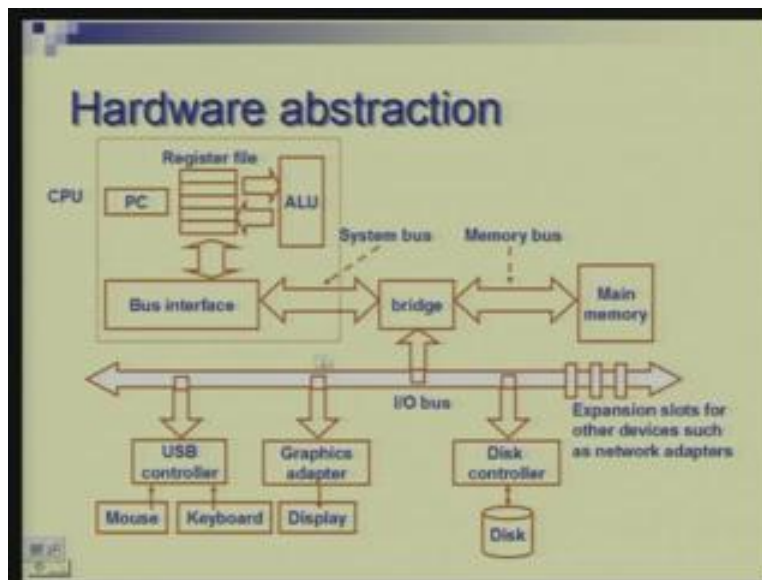 Hardware abstraction
Register file
CPU
PC
ALU
System bus
Memory bus
Bus interface
bridge
Main
memory
I/O bus
Expansion slots for
other devices such
as network adapters
USB
controller
Graphics
adapter
Disk
controller
Mouse
Keyboard
Display
Disk